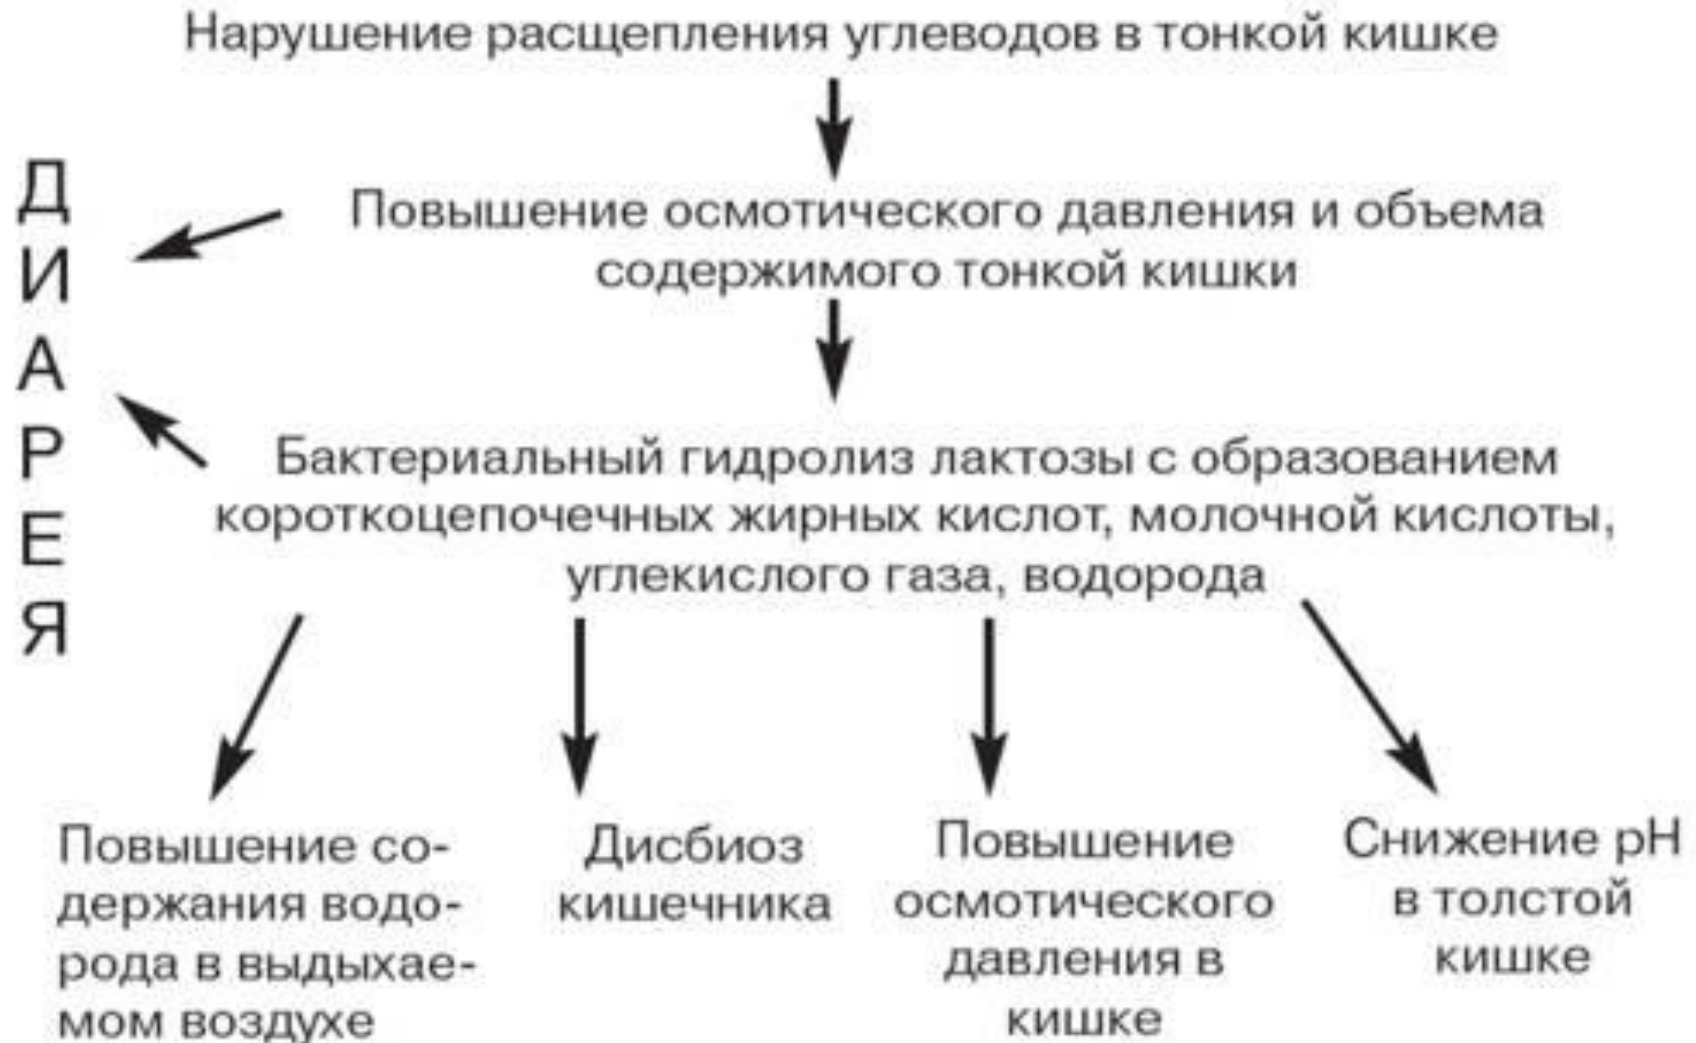 Нарушение расщепления углеводов в тонкой кишке
ДИАРЕЯ
Повышение осмотического давления и объема
содержимого тонкой кишки
Бактериальный гидролиз лактозы с образованием
короткоцепочечных жирных кислот, молочной кислоты,
углекислого газа, водорода
Повышение со-
держания водо-
рода в выдыхае-
мом воздухе
Дисбиоз
кишечника
Повышение
осмотического
давления в
кишке
Снижение pH
в толстой
кишке